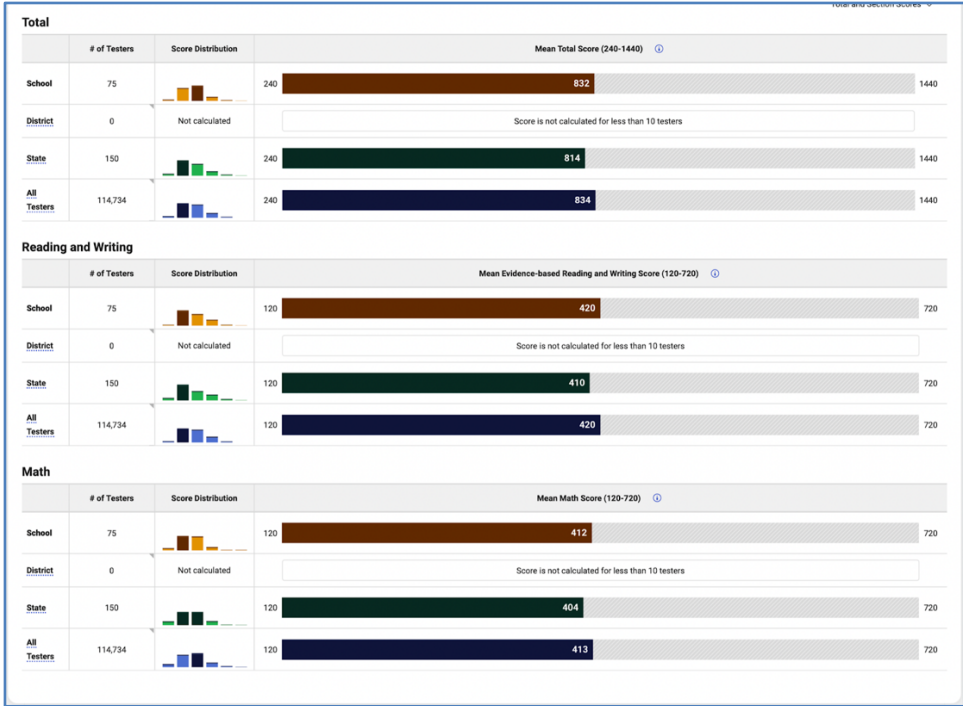 Total and Section Scores
Total
# of Testers Score Distribution Mean Total Score (240-1440)
School 75 240 832 1440
District 0 Not calculated Score is not calculated for less than 10 testers
State 150 240 814 1440
All Testers 114,734 240 834 1440
Reading and Writing
# of Testers Score Distribution Mean Evidence-based Reading and Writing Score (120-720)
School 75 120 420 720
District 0 Not calculated Score is not calculated for less than 10 testers
State 150 120 410 720
All Testers 114,734 120 420 720
Math
# of Testers Score Distribution Mean Math Score (120-720)
School 75 120 412 720
District 0 Not calculated Score is not calculated for less than 10 testers
State 150 120 404 720
All Testers 114,734 120 413 720